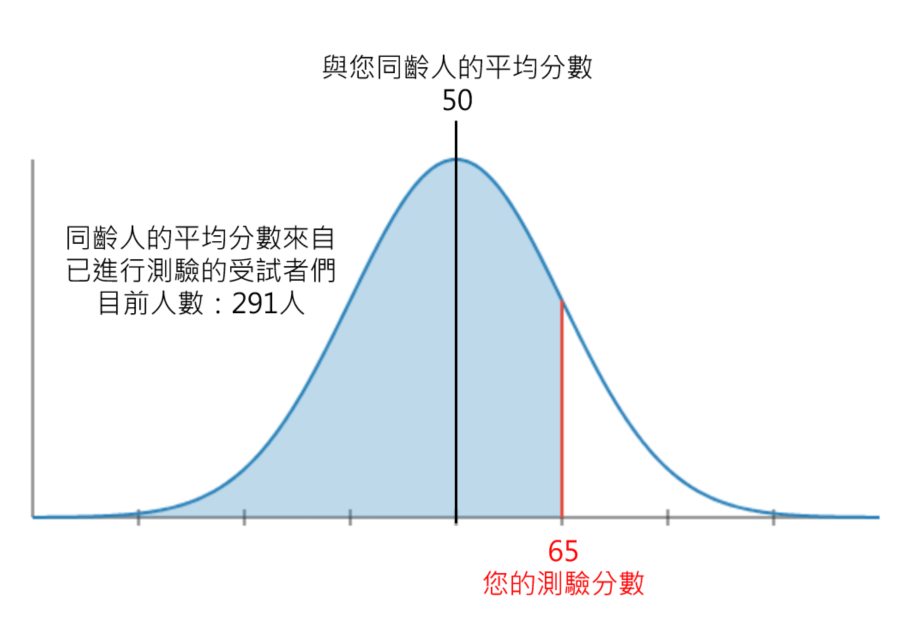 與您同齡人的平均分數
50
同齡人的平均分數來自
已進行測驗的受試者們
目前人數：291人
65
您的測驗分數